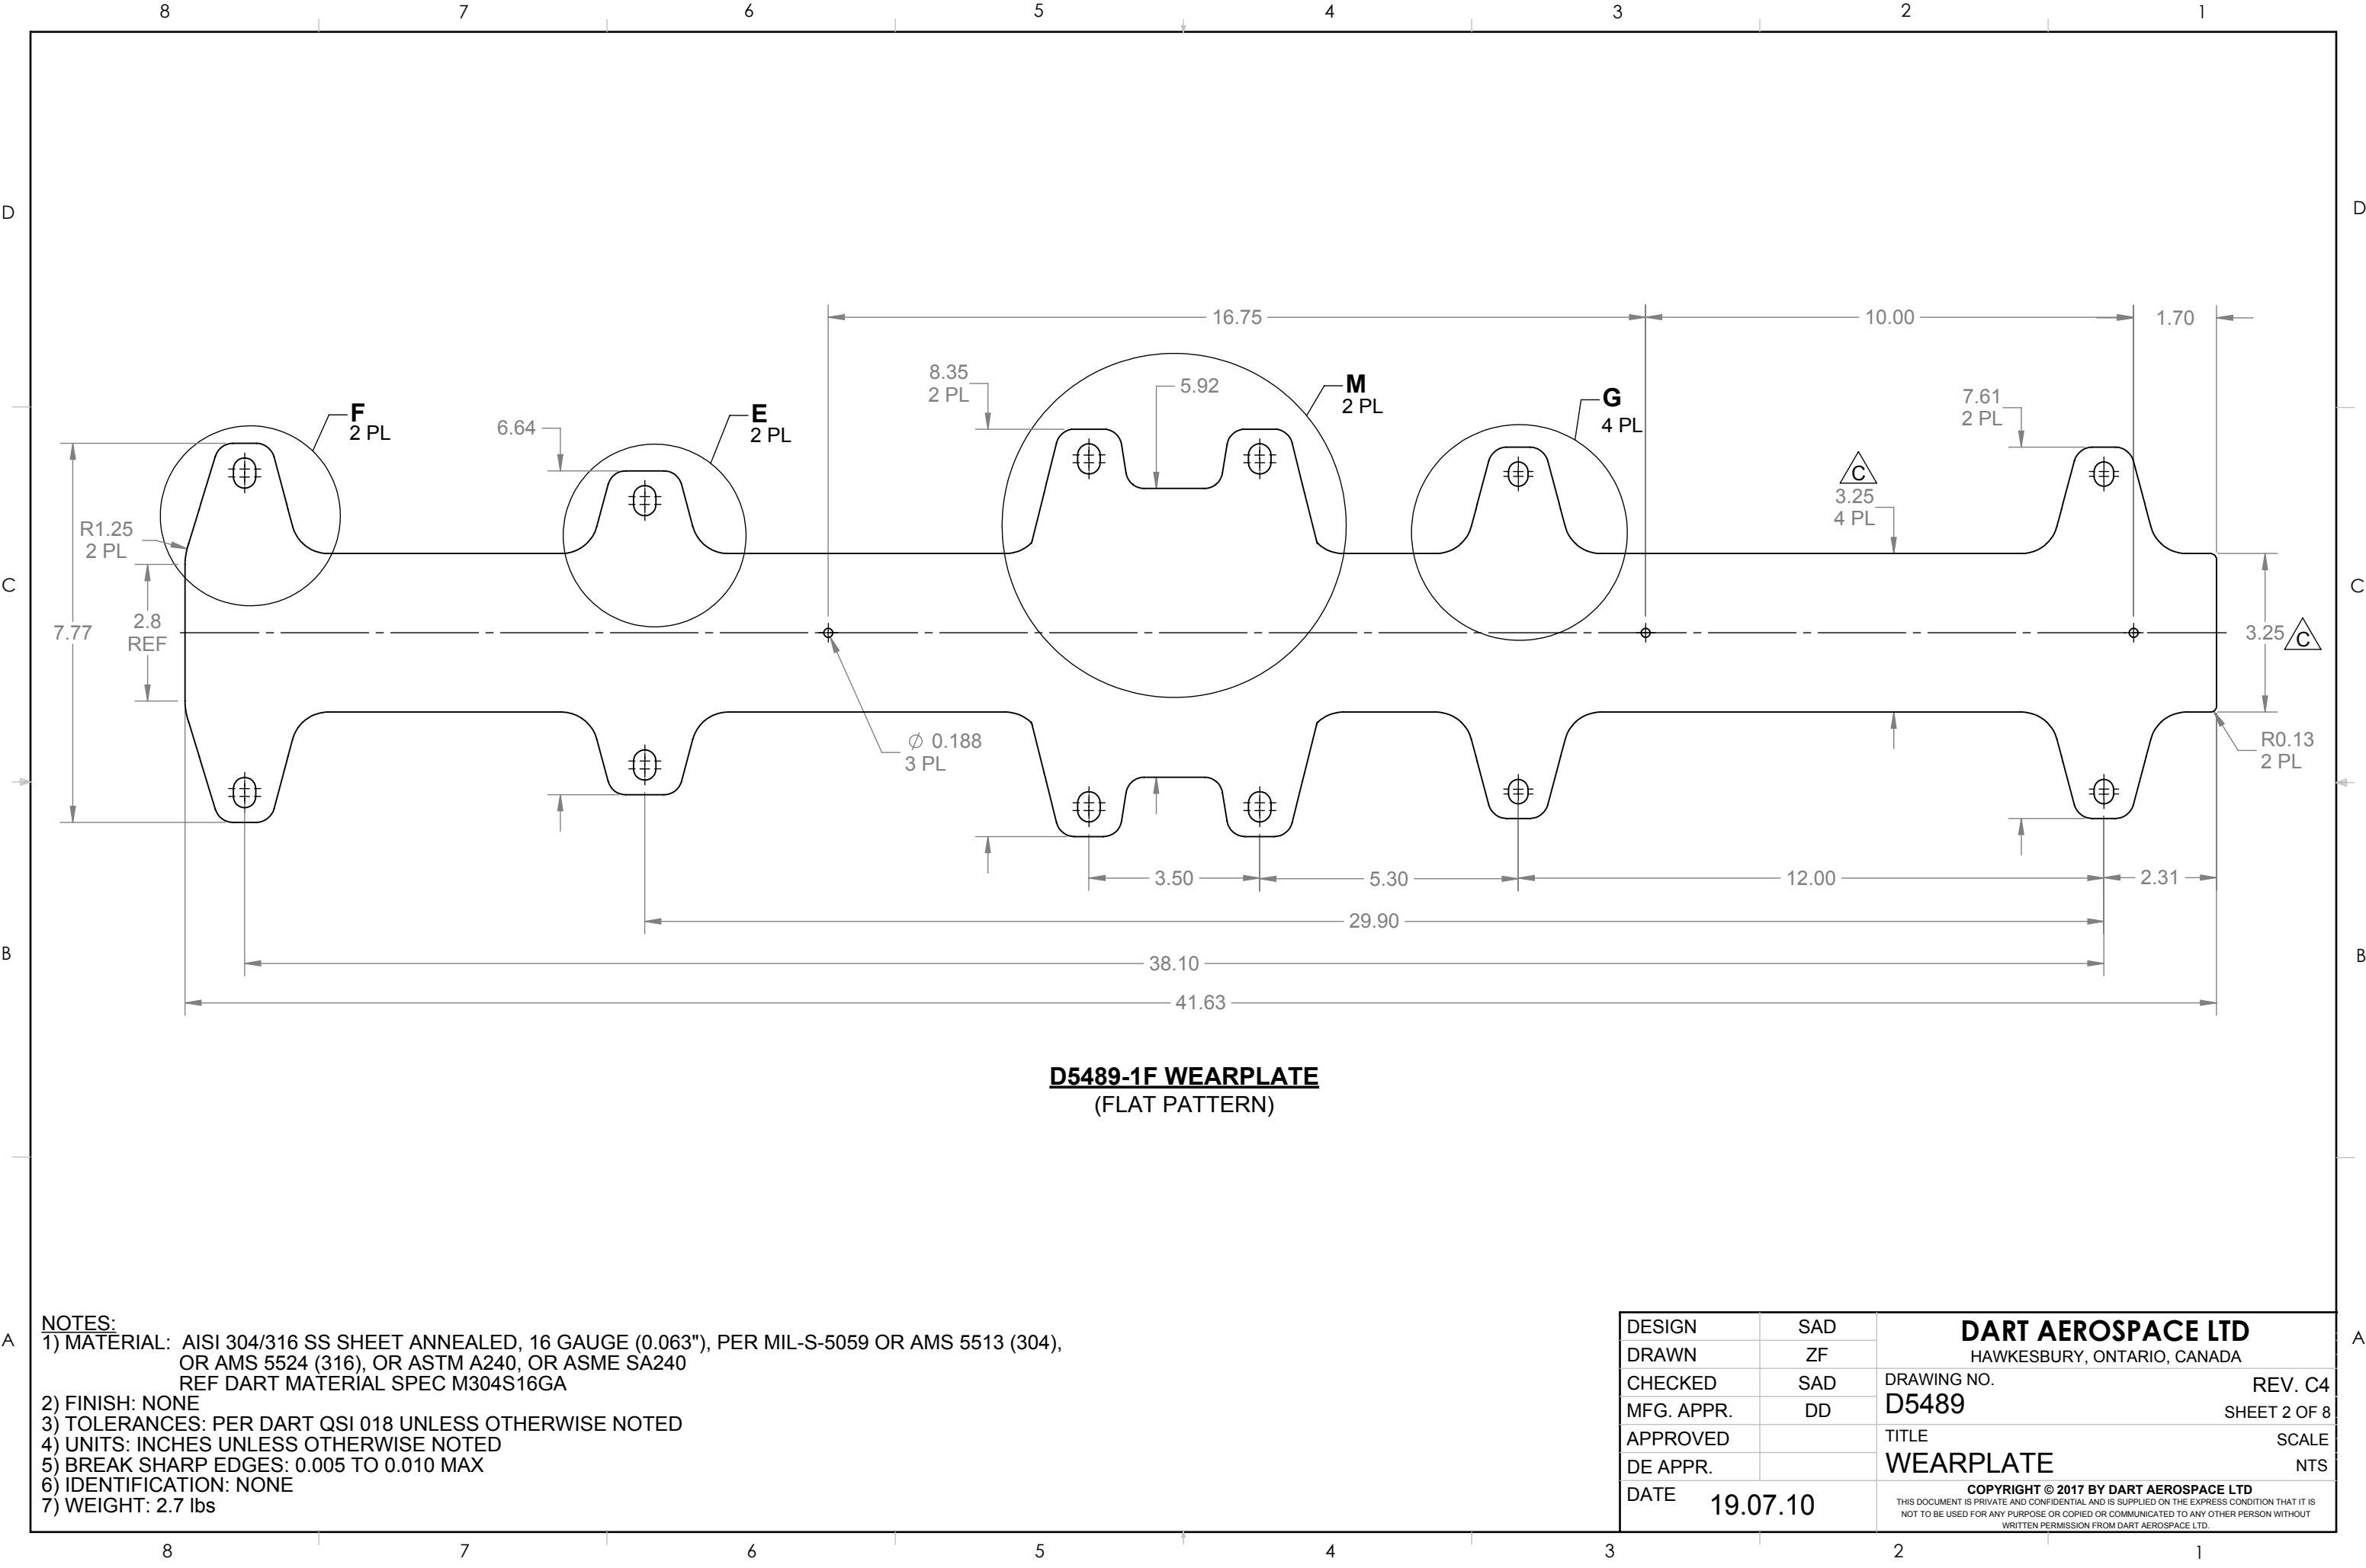 8 7 6 5 4 3 2 1
D D
16.75 10.00 1.70
8.35
2 PL
5.92
M
2 PL
G
4 PL
7.61
2 PL
F
2 PL
6.64
E
2 PL
C
3.25
4 PL
R1.25
2 PL
C C
7.77
2.8
REF
3.25 C
Ø 0.188
3 PL
R0.13
2 PL
3.50 5.30 12.00 2.31
29.90
B B
38.10
41.63
D5489-1F WEARPLATE
(FLAT PATTERN)
A A
NOTES:
1) MATERIAL: AISI 304/316 SS SHEET ANNEALED, 16 GAUGE (0.063"), PER MIL-S-5059 OR AMS 5513 (304),
OR AMS 5524 (316), OR ASTM A240, OR ASME SA240
REF DART MATERIAL SPEC M304S16GA
2) FINISH: NONE
3) TOLERANCES: PER DART QSI 018 UNLESS OTHERWISE NOTED
4) UNITS: INCHES UNLESS OTHERWISE NOTED
5) BREAK SHARP EDGES: 0.005 TO 0.010 MAX
6) IDENTIFICATION: NONE
7) WEIGHT: 2.7 lbs
DESIGN SAD
DRAWN ZF
CHECKED SAD
MFG. APPR. DD
APPROVED
DE APPR.
DATE 19.07.10
DART AEROSPACE LTD
HAWKESBURY, ONTARIO, CANADA
DRAWING NO. REV. C4
D5489 SHEET 2 OF 8
TITLE SCALE
WEARPLATE NTS
COPYRIGHT © 2017 BY DART AEROSPACE LTD
THIS DOCUMENT IS PRIVATE AND CONFIDENTIAL AND IS SUPPLIED ON THE EXPRESS CONDITION THAT IT IS
NOT TO BE USED FOR ANY PURPOSE OR COPIED OR COMMUNICATED TO ANY OTHER PERSON WITHOUT
WRITTEN PERMISSION FROM DART AEROSPACE LTD.
8 7 6 5 4 3 2 1